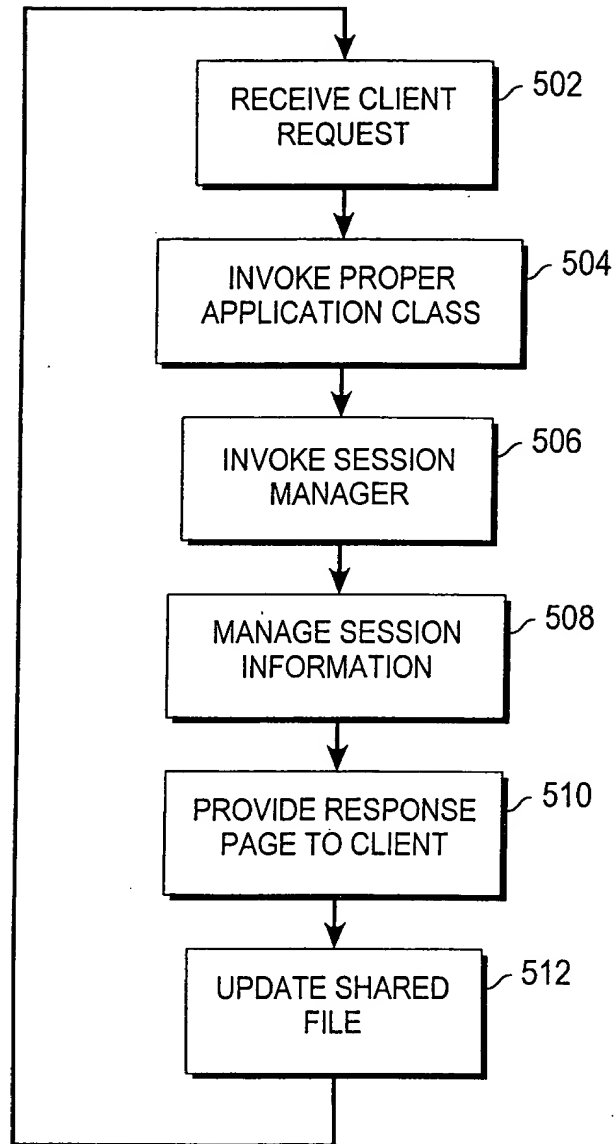 RECEIVE CLIENT
REQUEST
502
INVOKE PROPER
APPLICATION CLASS
504
INVOKE SESSION
MANAGER
506
MANAGE SESSION
INFORMATION
508
PROVIDE RESPONSE
PAGE TO CLIENT
510
UPDATE SHARED
FILE
512